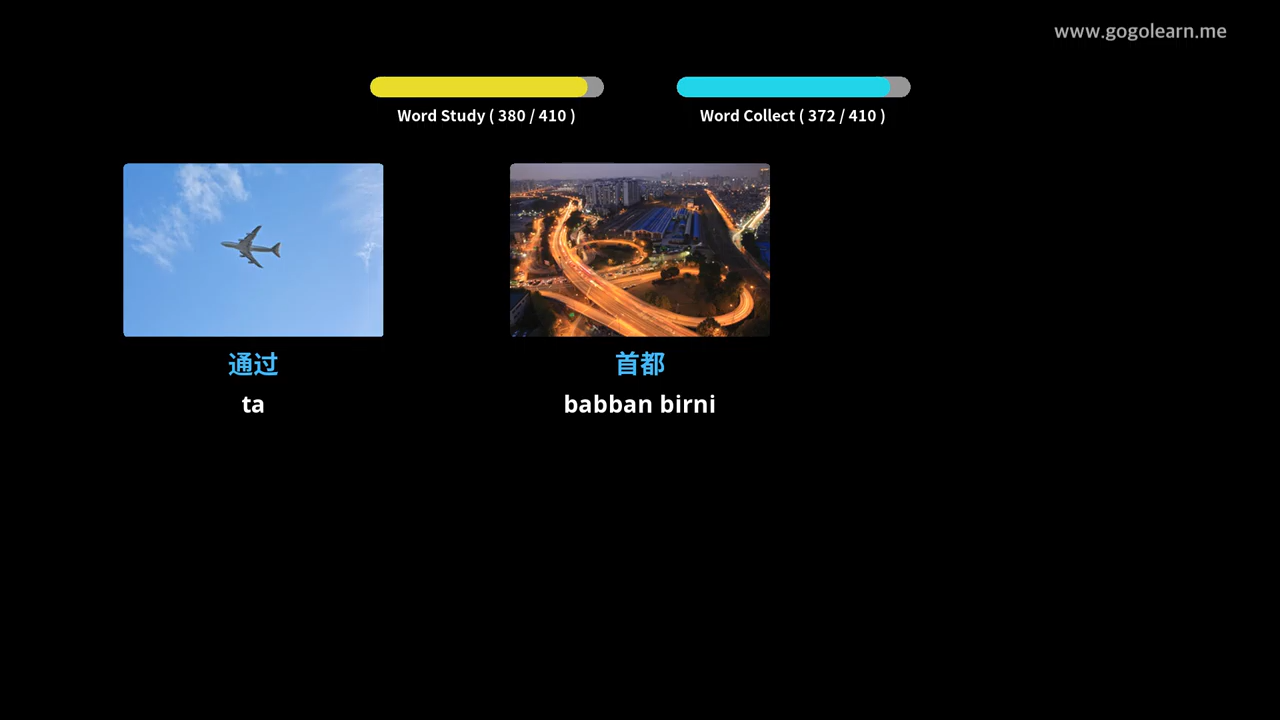 www.gogolearn.me
Word Study ( 380 / 410 )
Word Collect ( 372 / 410 )
通过
ta
首都
babban birni